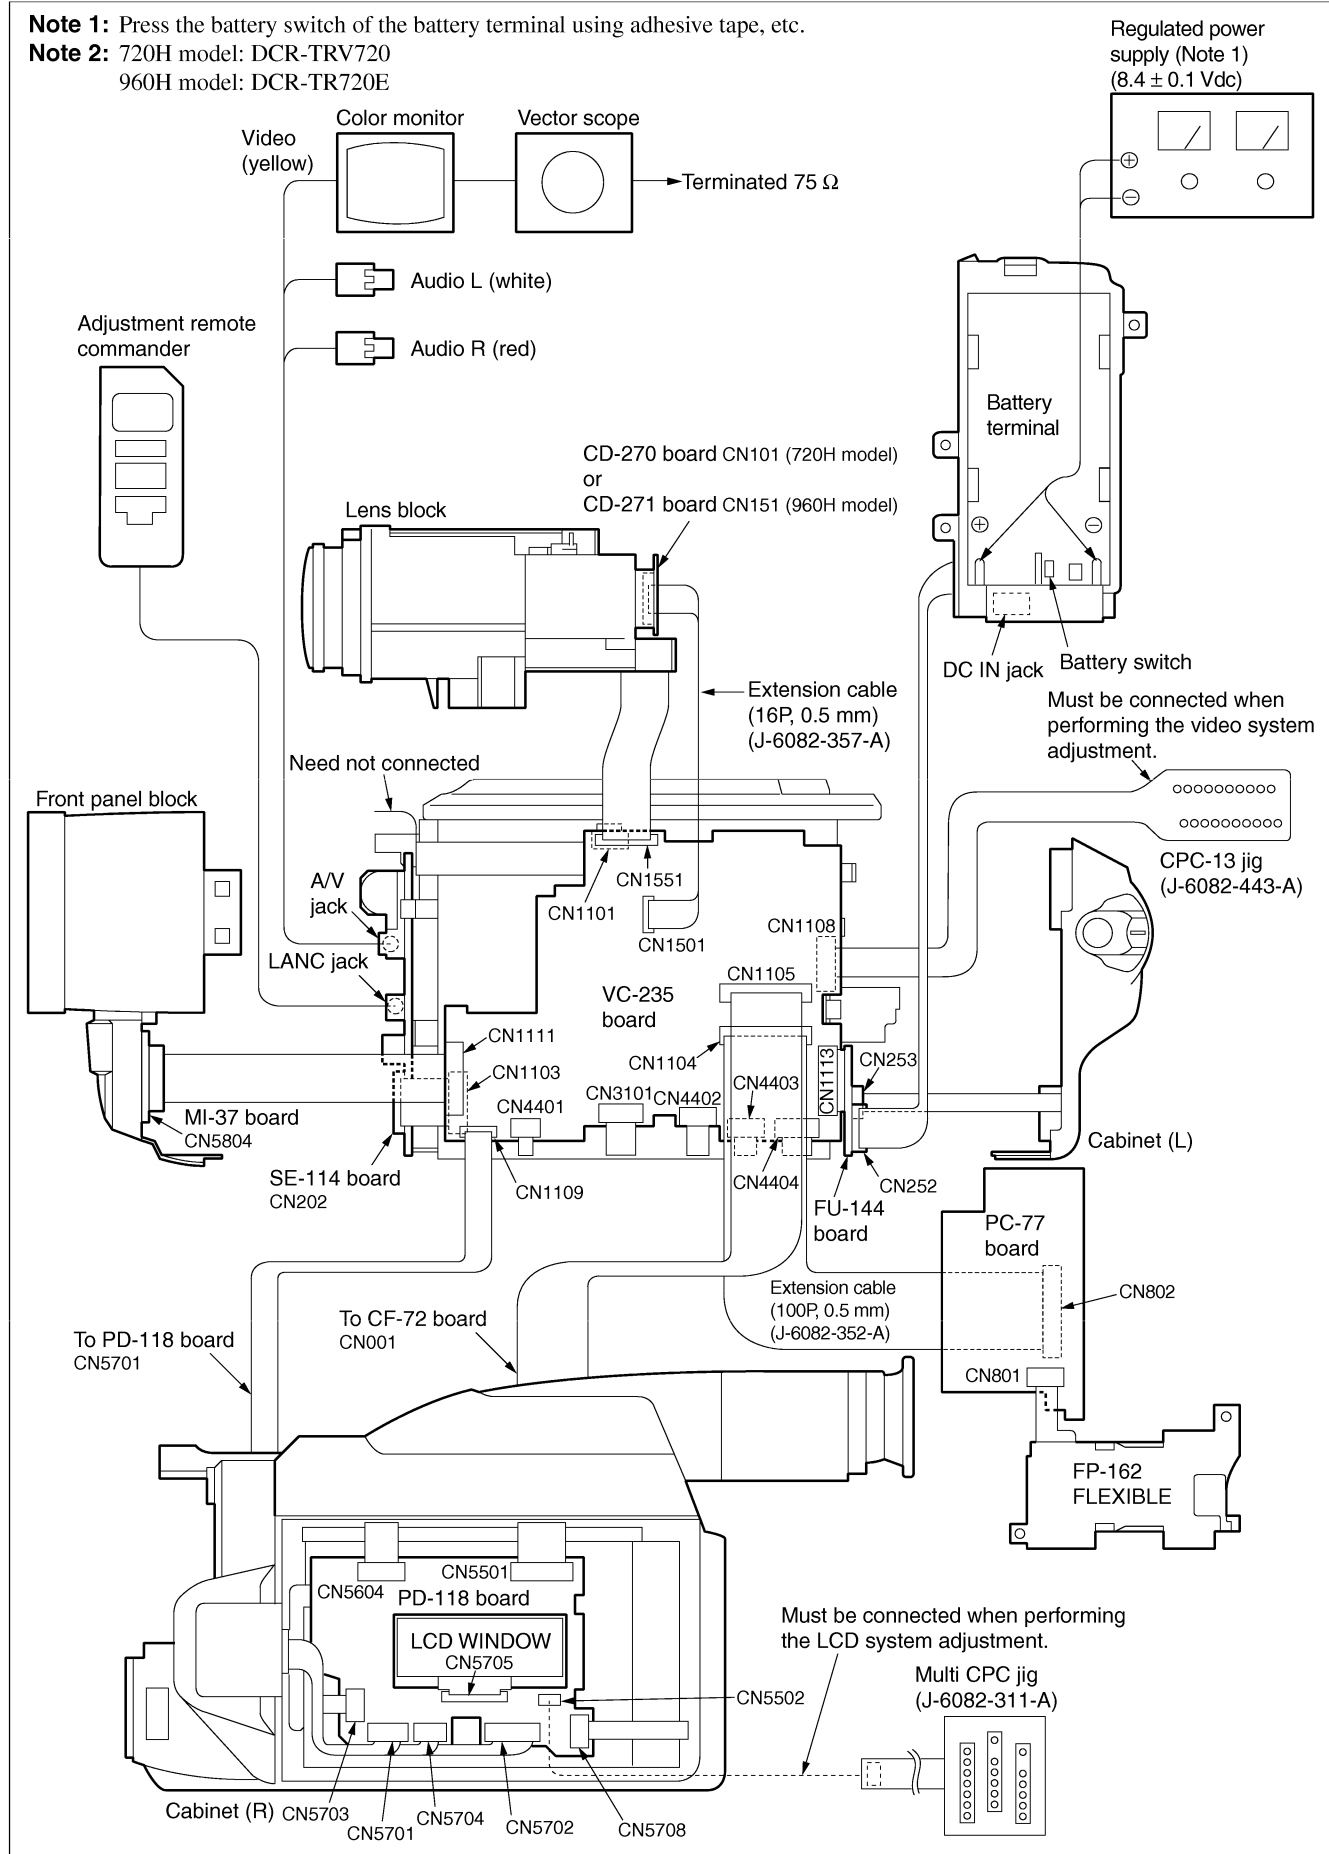 Note 1: Press the battery switch of the battery terminal using adhesive tape, etc.
Note 2: 720H model: DCR-TRV720
960H model: DCR-TR720E
Regulated power
supply (Note 1)
(8.4 ± 0.1 Vdc)
Color monitor
Vector scope
Video
(yellow)
Terminated 75 Ω
Audio L (white)
Audio R (red)
Adjustment remote
commander
Battery
terminal
CD-270 board CN101 (720H model)
or
CD-271 board CN151 (960H model)
Lens block
DC IN jack
Battery switch
Extension cable
(16P, 0.5 mm)
(J-6082-357-A)
Must be connected when
performing the video system
adjustment.
Need not connected
Front panel block
CPC-13 jig
(J-6082-443-A)
A/V
jack
CN1551
CN1101
CN1501
CN1108
LANC jack
CN1105
VC-235
board
CN1111
CN1104
CN1103
CN1113
CN253
CN4403
CN3101
CN4402
CN4401
MI-37 board
CN5804
Cabinet (L)
SE-114 board
CN202
CN1109
CN4404
CN252
FU-144
board
PC-77
board
Extension cable
(100P, 0.5 mm)
(J-6082-352-A)
CN802
To CF-72 board
CN001
To PD-118 board
CN5701
CN801
FP-162
FLEXIBLE
CN5604
CN5501
PD-118 board
LCD WINDOW
CN5705
Must be connected when performing
the LCD system adjustment.
Multi CPC jig
(J-6082-311-A)
CN5502
Cabinet (R)
CN5703
CN5701
CN5704
CN5702
CN5708